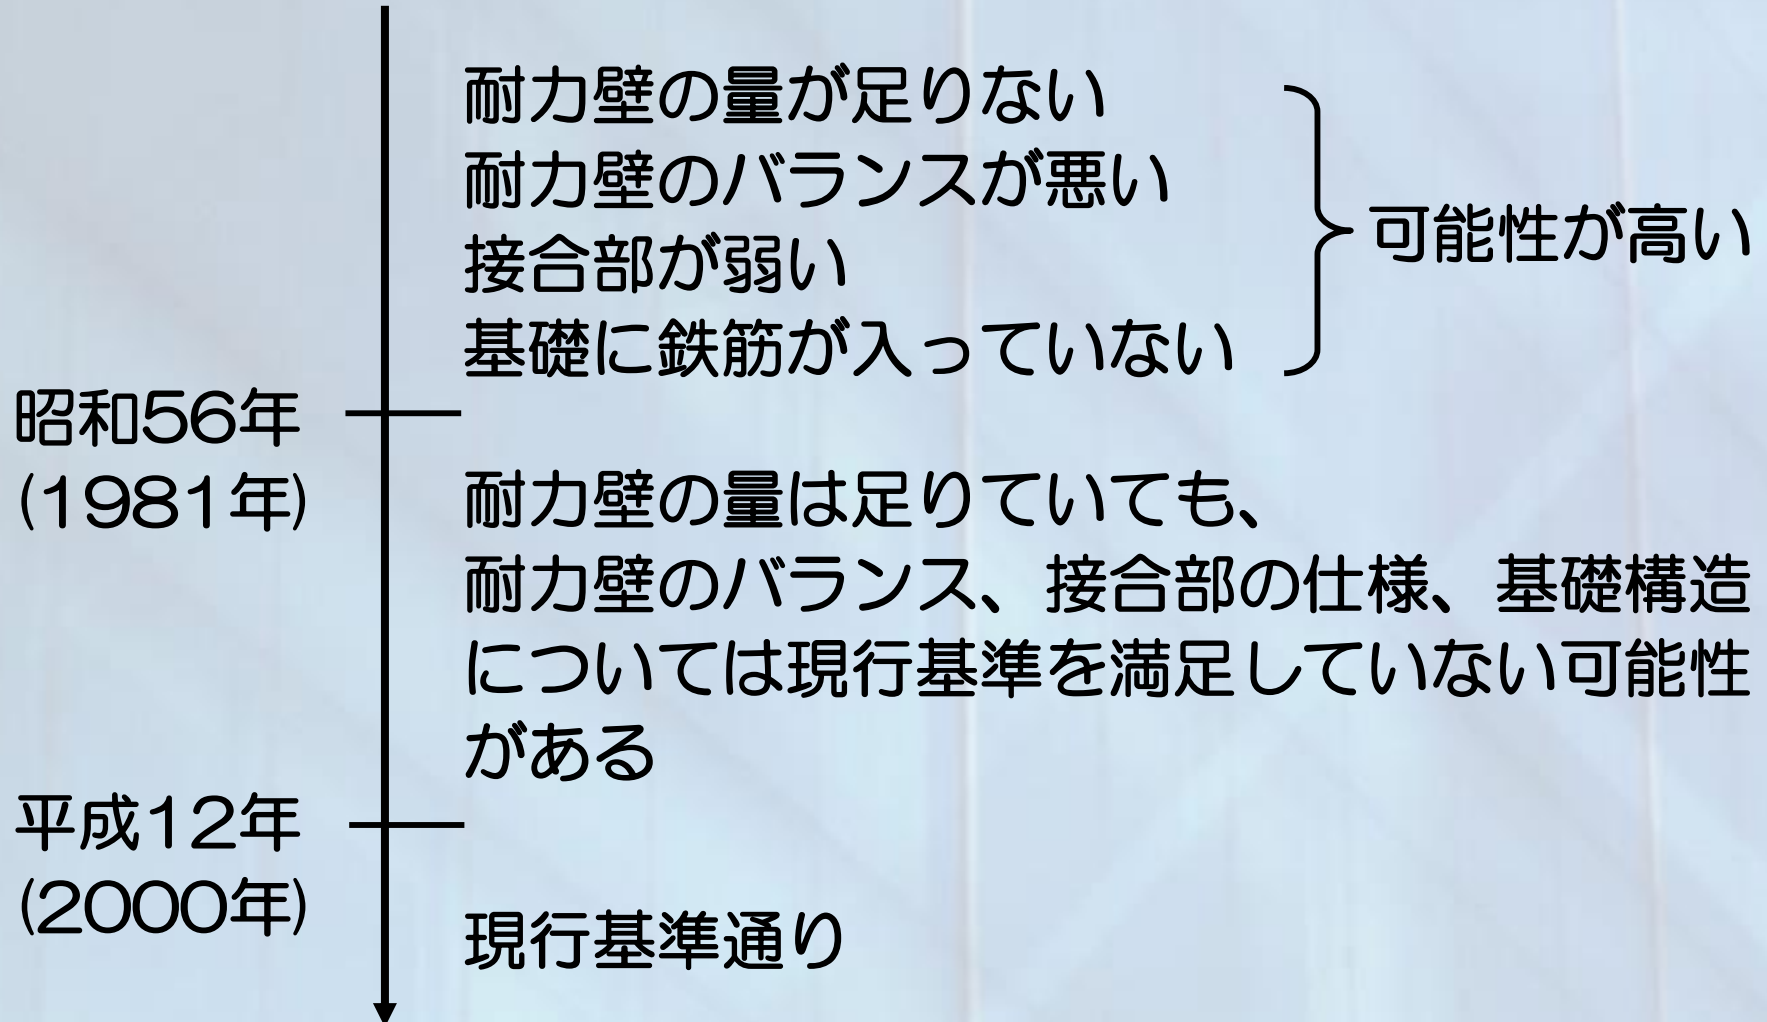 耐力壁の量が足りない
耐力壁のバランスが悪い
接合部が弱い
基礎に鉄筋が入っていない
可能性が高い
昭和56年
(1981年)
耐力壁の量は足りていても、
耐力壁のバランス、接合部の仕様、基礎構造
については現行基準を満足していない可能性
がある
平成12年
(2000年)
現行基準通り